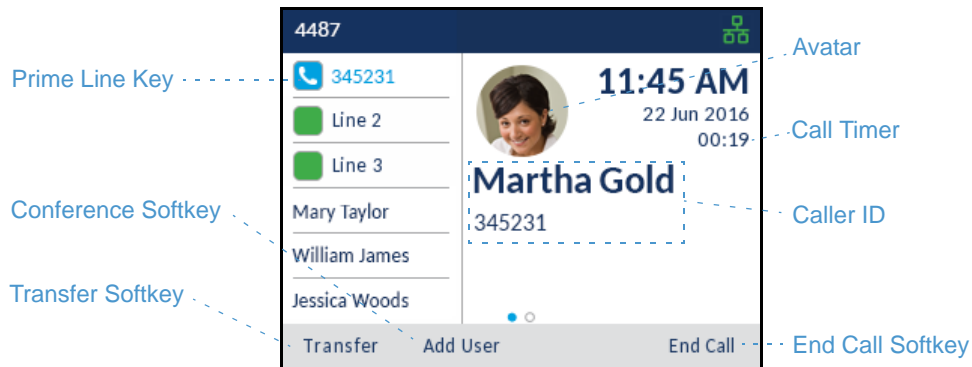 4487
Prime Line Key
345231
Line 2
Line 3
Mary Taylor
William James
Jessica Woods
11:45 AM
22 Jun 2016
00:19
Martha Gold
345231
Avatar
Call Timer
Caller ID
Conference Softkey
Transfer Softkey
Transfer
Add User
End Call
End Call Softkey